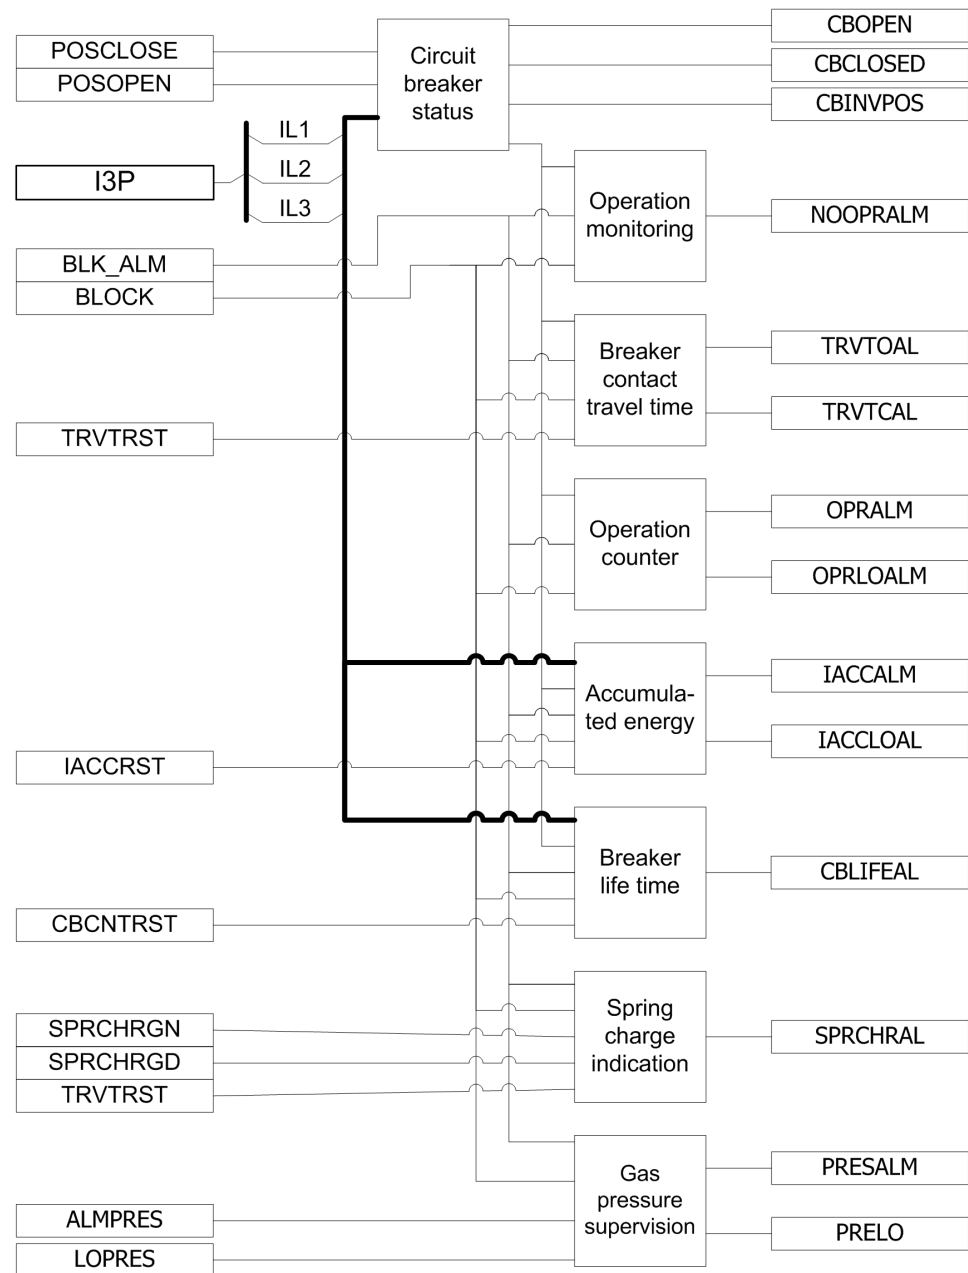 POSCLOSE
POSOPEN
IL1
IL2
IL3
I3P
BLK_ALM
BLOCK
TRVTRST
IACCRST
CBCNTRST
SPRCHRGN
SPRCHRGD
TRVTRST
ALMPRES
LOPRES
Circuit
breaker
status
Operation
monitoring
Breaker
contact
travel time
Operation
counter
Accumula-
ted energy
Breaker
life time
Spring
charge
indication
Gas
pressure
supervision
CBOPEN
CBCLOSED
CBINVPOS
NOOPRALM
TRVTOAL
TRVTCAL
OPRALM
OPRLOALM
IACCALM
IACCLOAL
CBLIFEAL
SPRCHRAL
PRESALM
PRELO